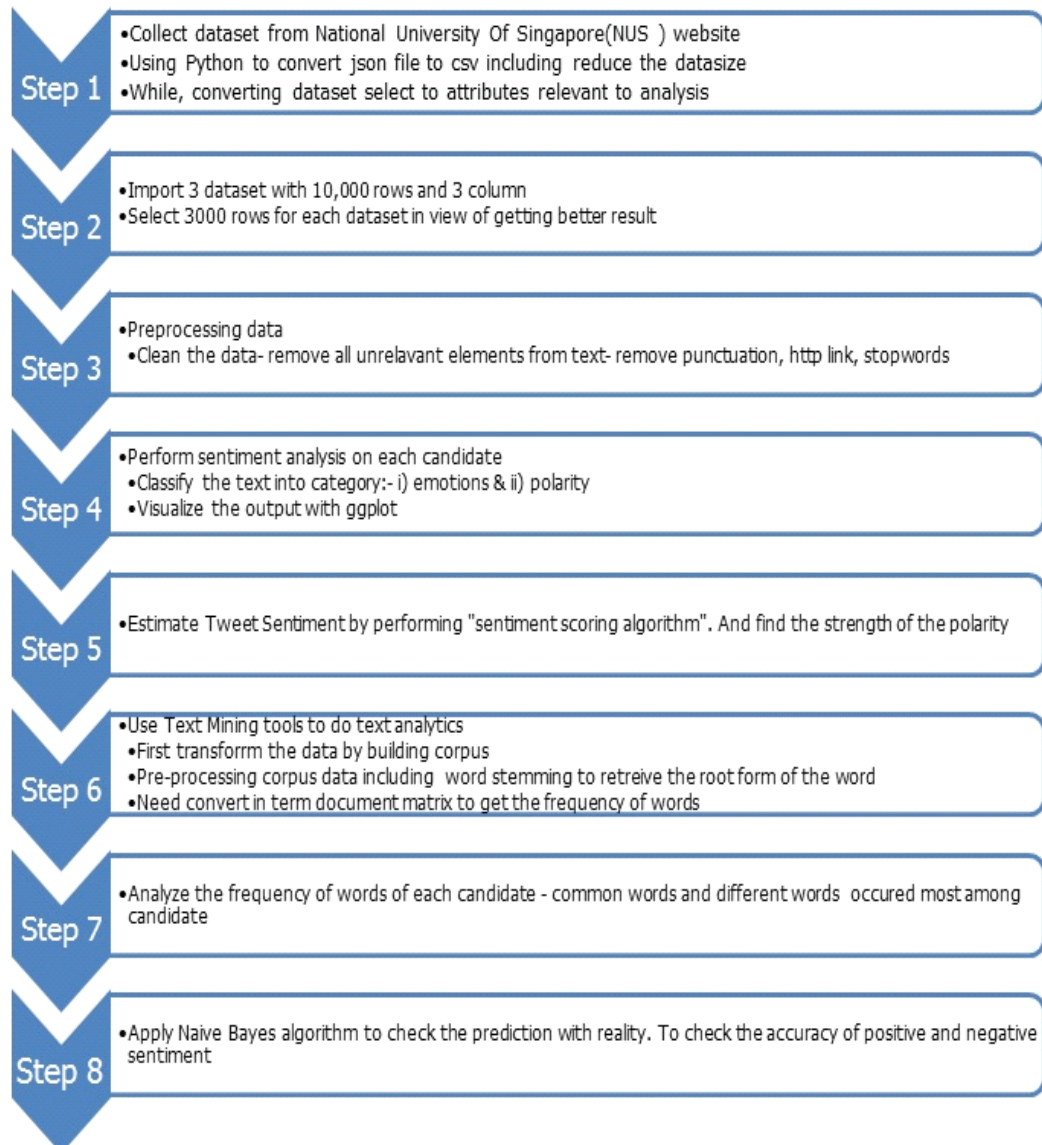 Step 1
•Collect dataset from National University Of Singapore(NUS ) website
•Using Python to convert json file to csv including reduce the datasize
•While, converting dataset select to attributes relevant to analysis
Step 2
•Import 3 dataset with 10,000 rows and 3 column
•Select 3000 rows for each dataset in view of getting better result
Step 3
•Preprocessing data
•Clean the data- remove all unrelavant elements from text- remove punctuation, http link, stopwords
Step 4
•Perform sentiment analysis on each candidate
•Classify the text into category:- i) emotions & ii) polarity
•Visualize the output with ggplot
Step 5
•Estimate Tweet Sentiment by performing "sentiment scoring algorithm". And find the strength of the polarity
Step 6
•Use Text Mining tools to do text analytics
•First transforrm the data by building corpus
•Pre-processing corpus data including word stemming to retreive the root form of the word
•Need convert in term document matrix to get the frequency of words
Step 7
•Analyze the frequency of words of each candidate - common words and different words occured most among
candidate
Step 8
•Apply Naive Bayes algorithm to check the prediction with reality. To check the accuracy of positive and negative
sentiment